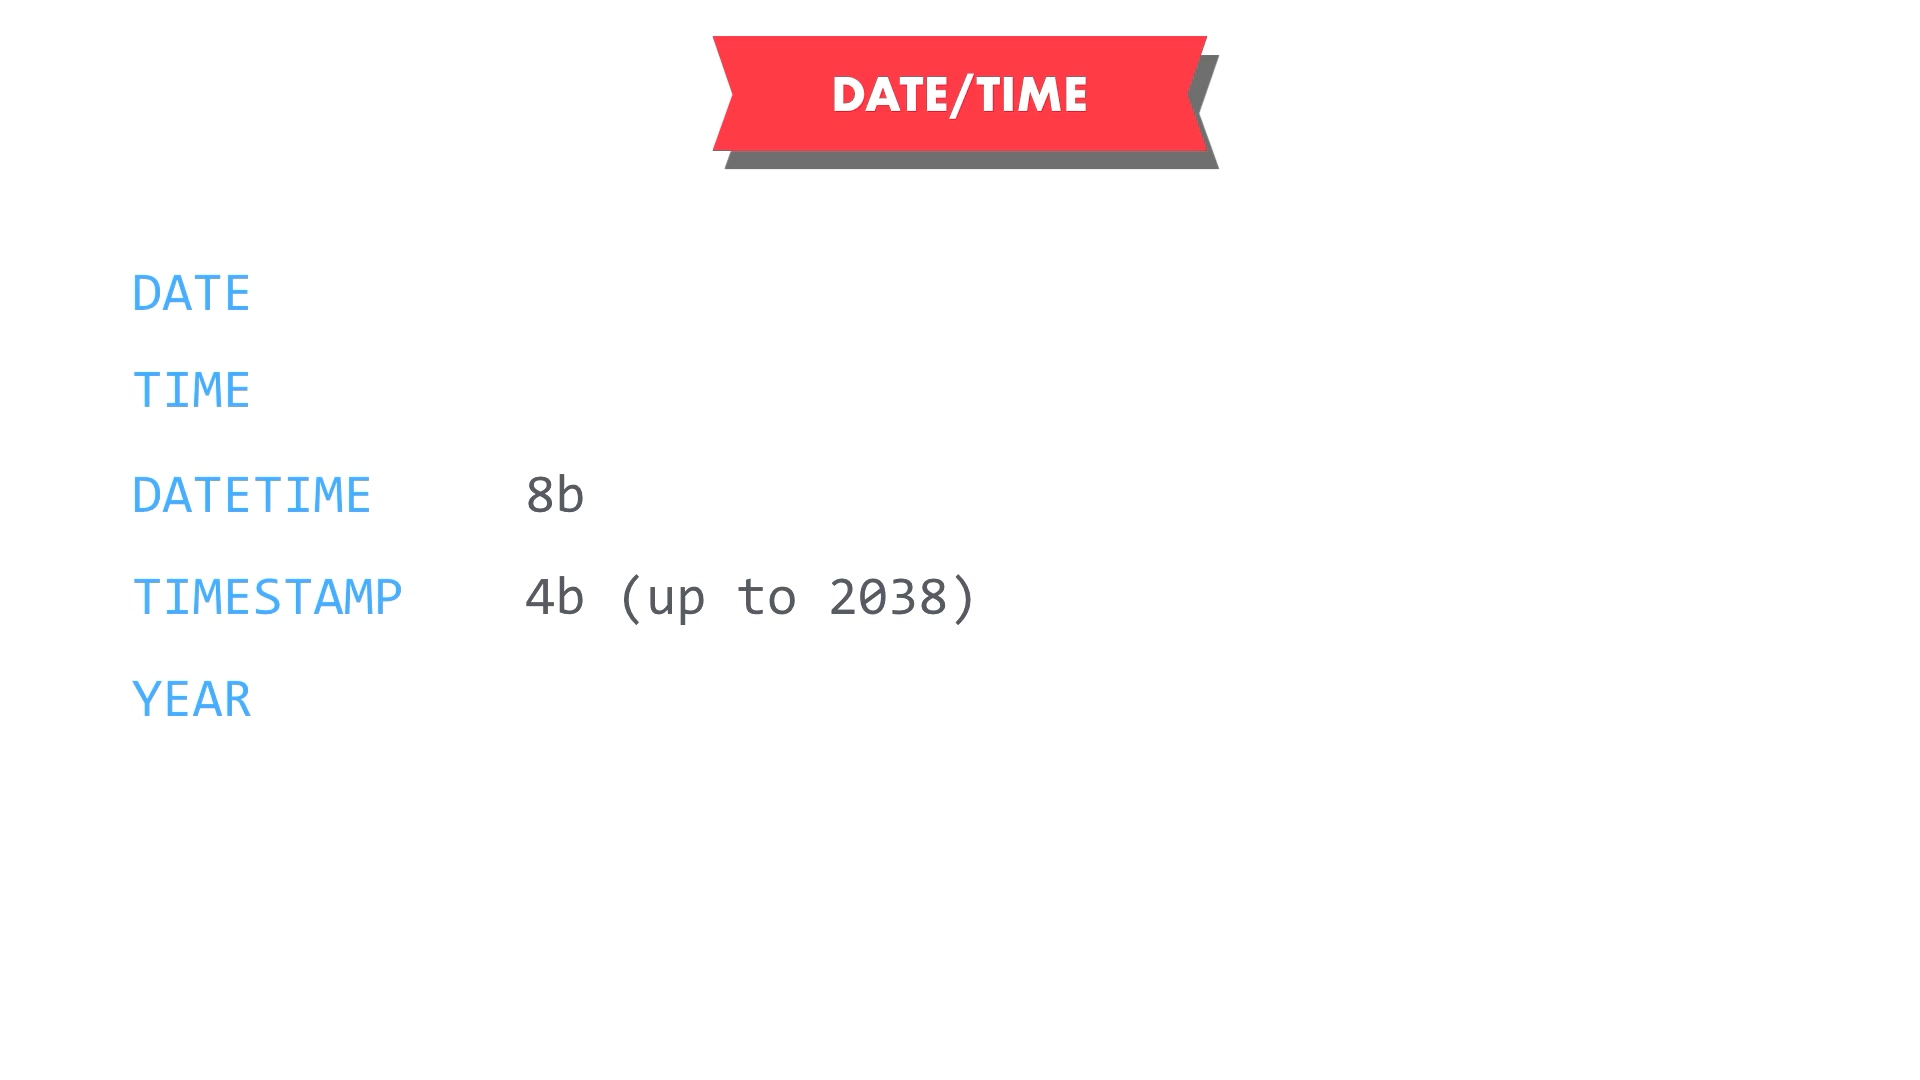 DATE/TIME
DATE
TIME
DATETIME 8b
TIMESTAMP 4b (up to 2038)
YEAR